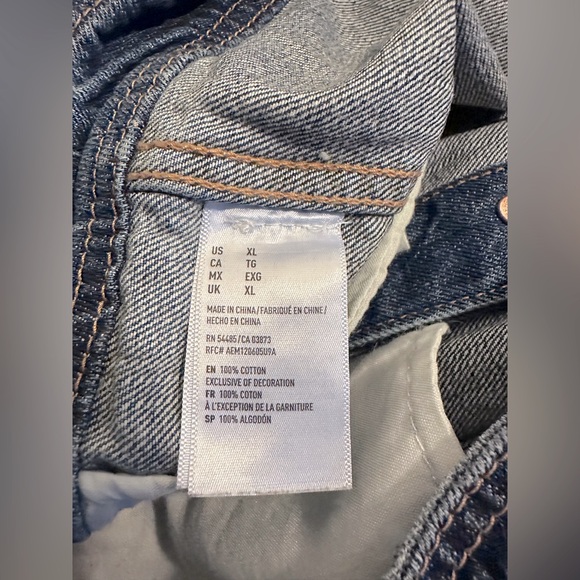 US XL
CA TG
MX EXG
UK XL
MADE IN CHINA/FABRIQUÉ EN CHINE/
HECHO EN CHINA
RN 54485/CA 03873
RFC# AEM120605U9A
EN 100% COTTON
EXCLUSIVE OF DECORATION
FR 100% COTON
À L'EXCEPTION DE LA GARNITURE
SP 100% ALGODÓN